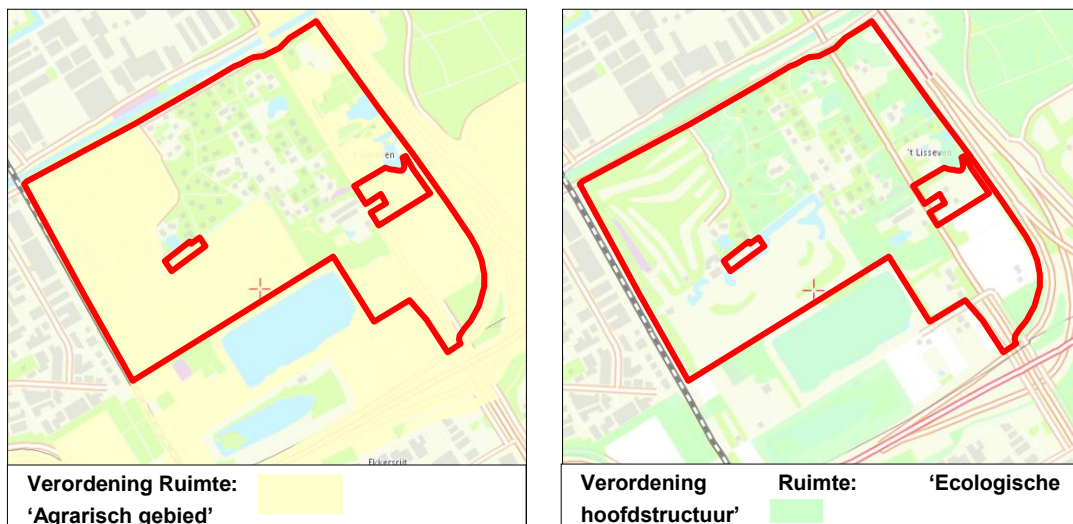 't Lisseven
Ekkersrijt
Verordening Ruimte:
'Agrarisch gebied'
Verordening Ruimte: 'Ecologische
hoofdstructuur'